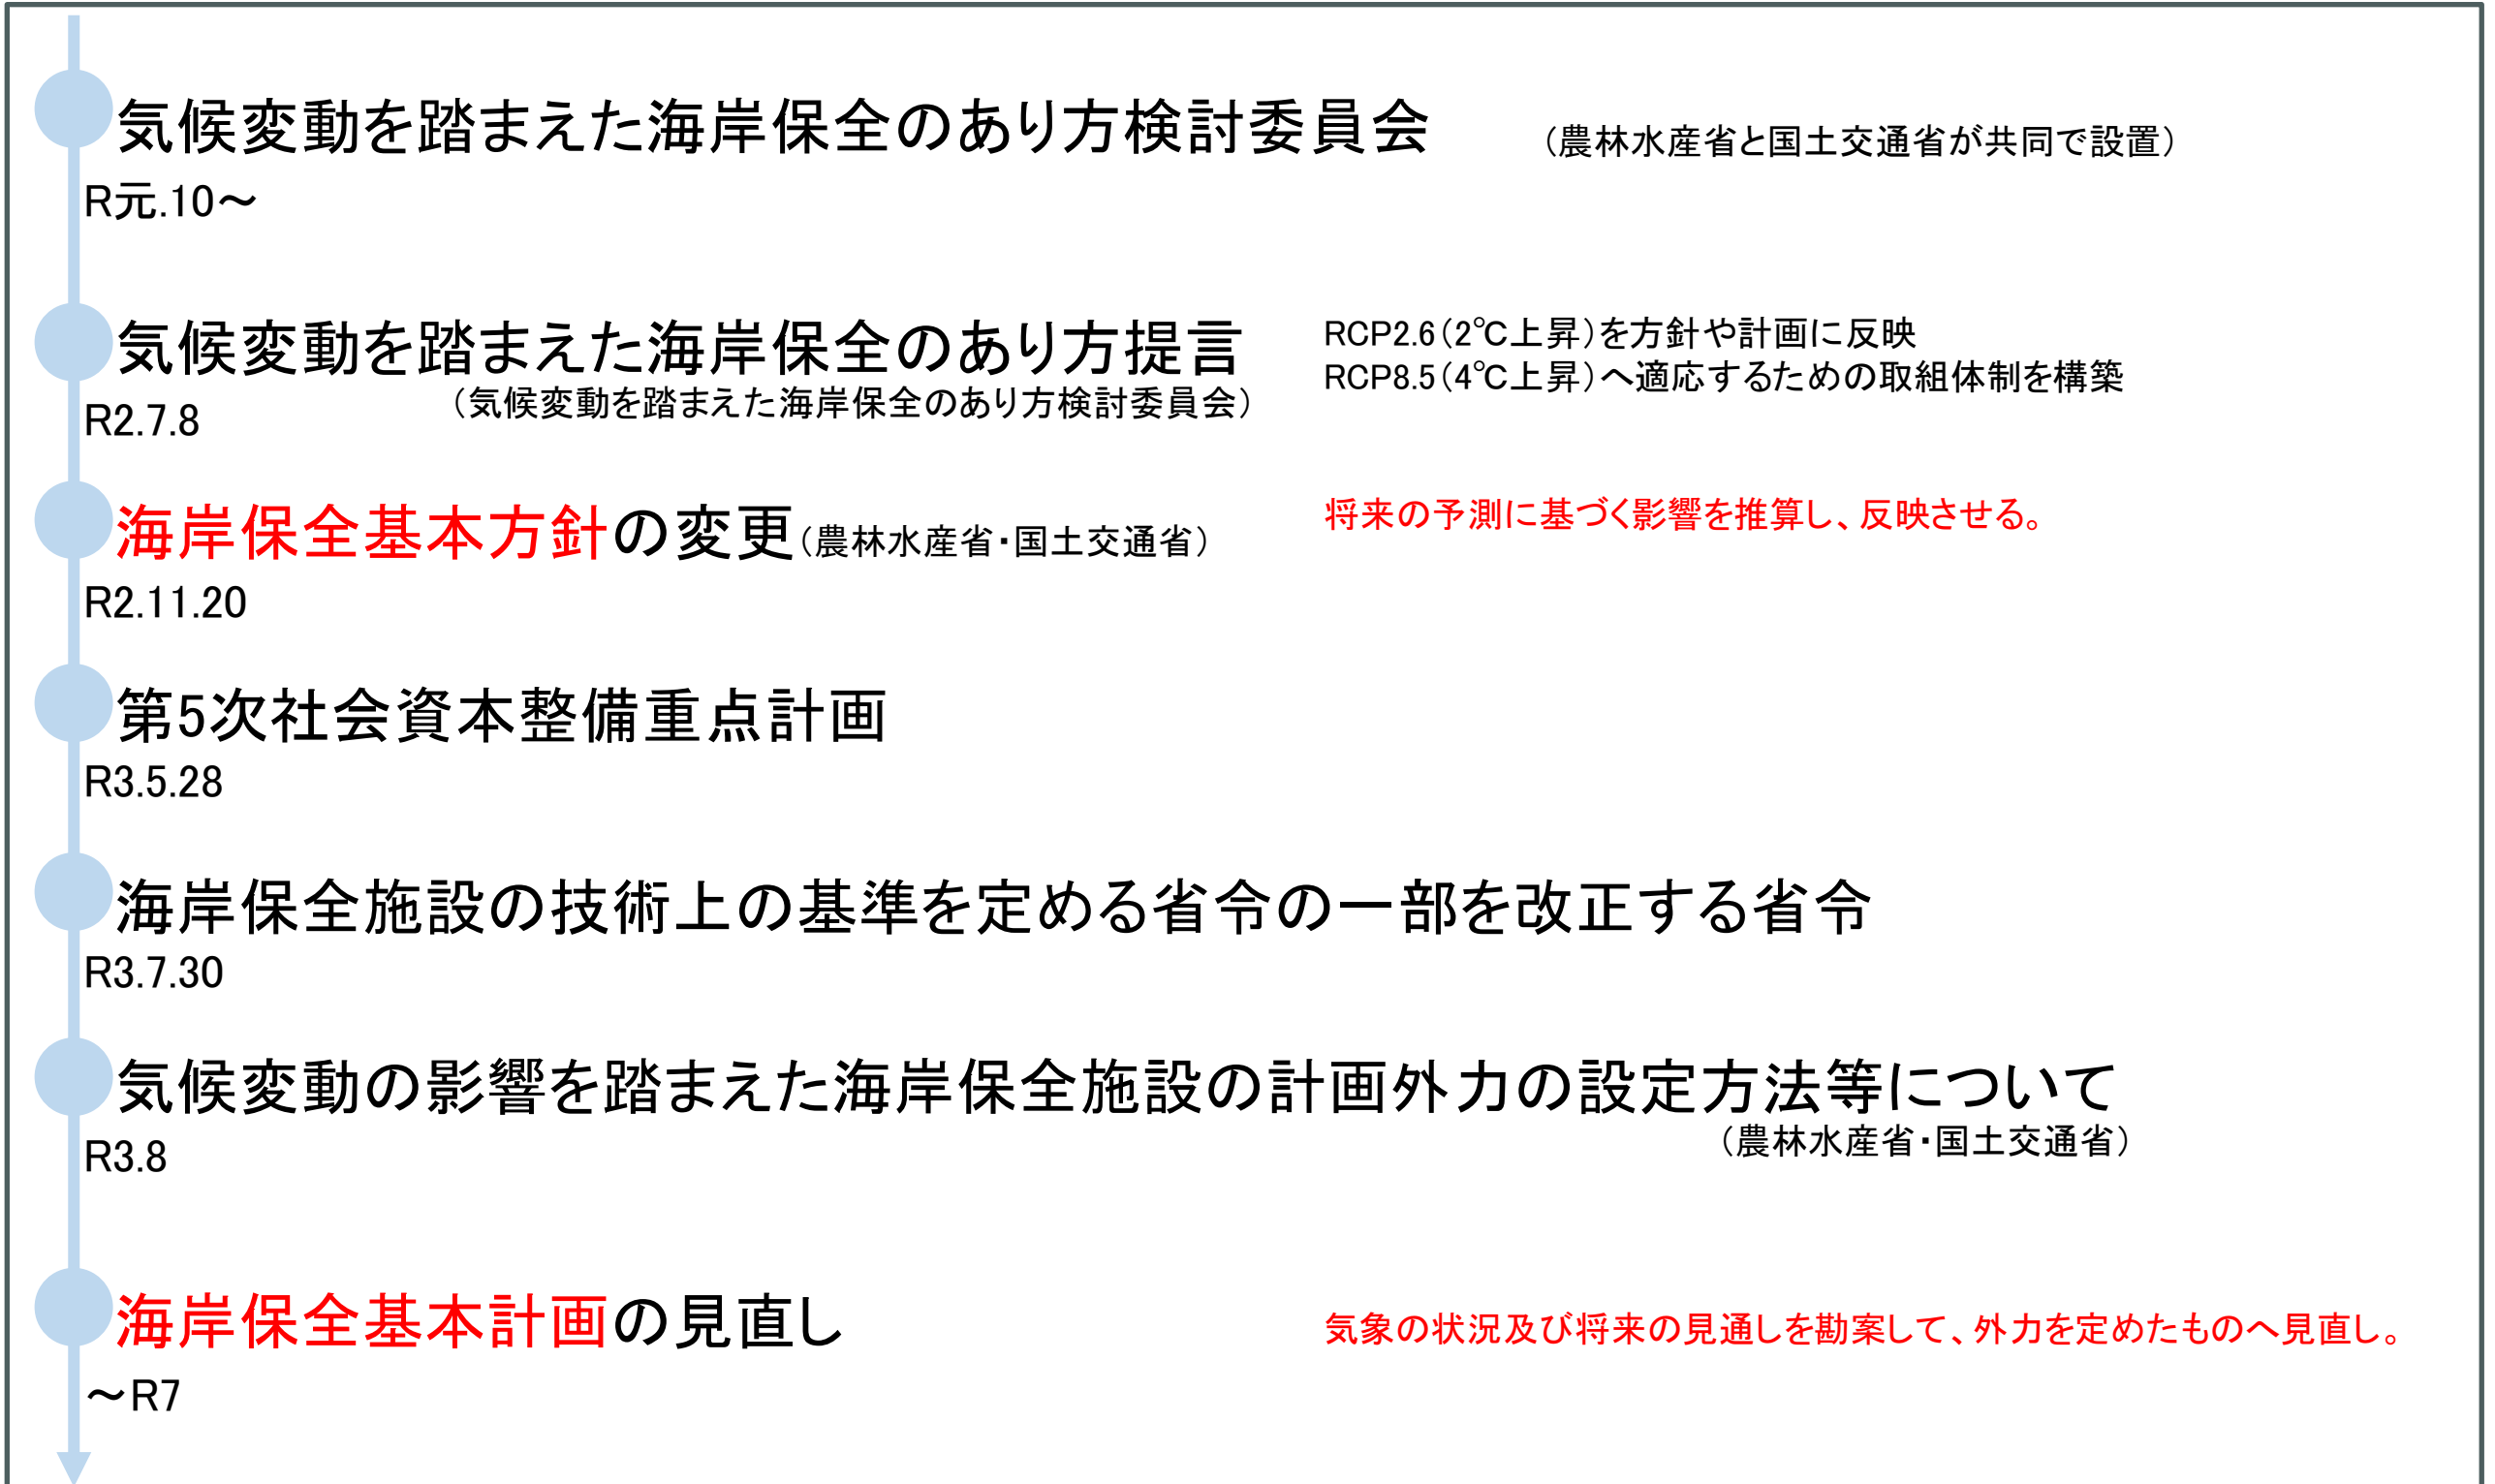 気候変動を踏まえた海岸保全のあり方検討委員会 （農林水産省と国土交通省が共同で設置）
R元.10～
気候変動を踏まえた海岸保全のあり方提言
RCP2.6（2℃上昇）を方針や計画に反映
RCP8.5（4℃上昇）へ適応するための取組体制を構築
（気候変動を踏まえた海岸保全のあり方検討委員会）
R2.7.8
海岸保全基本方針の変更（農林水産省・国土交通省） 将来の予測に基づく影響を推算し、反映させる。
R2.11.20
第5次社会資本整備重点計画
R3.5.28
海岸保全施設の技術上の基準を定める省令の一部を改正する省令
R3.7.30
気候変動の影響を踏まえた海岸保全施設の計画外力の設定方法等について
（農林水産省・国土交通省）
R3.8
海岸保全基本計画の見直し 気象の状況及び将来の見通しを勘案して、外力を定めたものへ見直し。
～R7